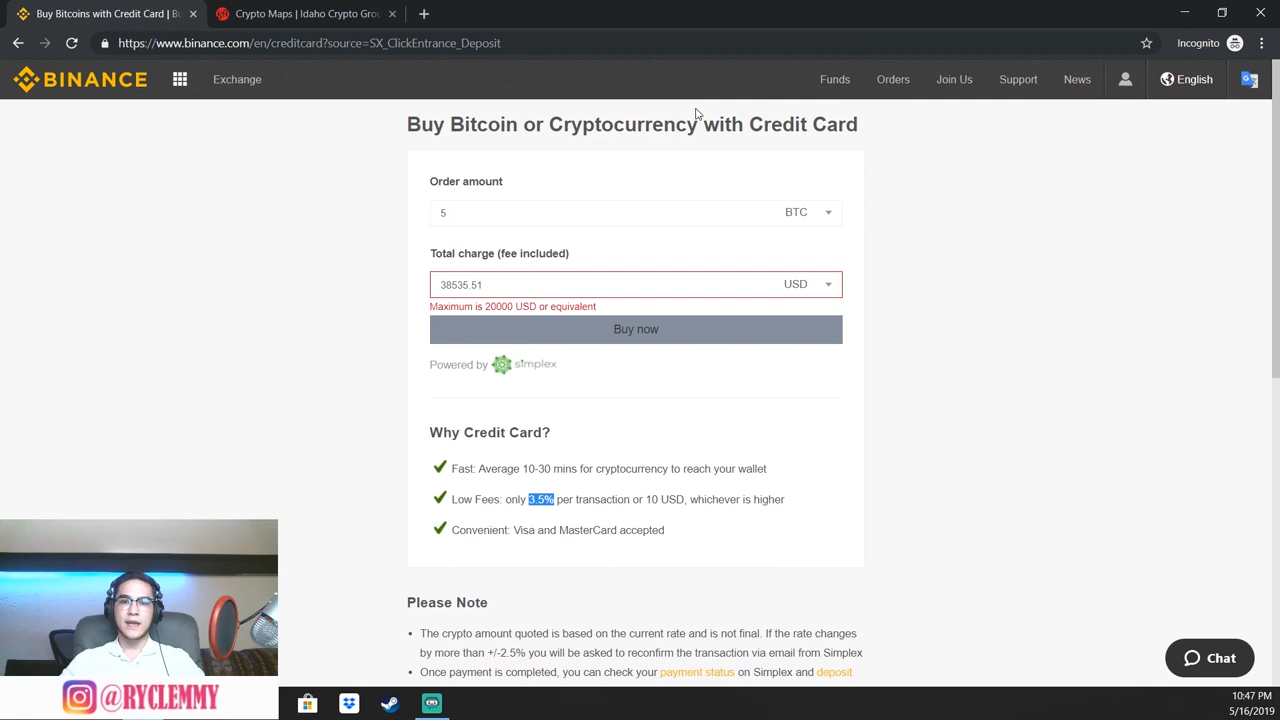 Buy Bitcoins with Credit Card | Bu
Crypto Maps | Idaho Crypto Grou
https://www.binance.com/en/creditcard?source=SX_ClickEntrance_Deposit
Incognito
BINANCE
Exchange
Funds
Orders
Join Us
Support
News
English
Buy Bitcoin or Cryptocurrency with Credit Card
Order amount
5 BTC
Total charge (fee included)
38535.51 USD
Maximum is 20000 USD or equivalent
Buy now
Powered by simplex
Why Credit Card?
Fast: Average 10-30 mins for cryptocurrency to reach your wallet
Low Fees: only 3.5% per transaction or 10 USD, whichever is higher
Convenient: Visa and MasterCard accepted
Please Note
• The crypto amount quoted is based on the current rate and is not final. If the rate changes
by more than +/-2.5% you will be asked to reconfirm the transaction via email from Simplex
• Once payment is completed, you can check your payment status on Simplex and deposit
Chat
@RYCLEMMY
10:47 PM
5/16/2019